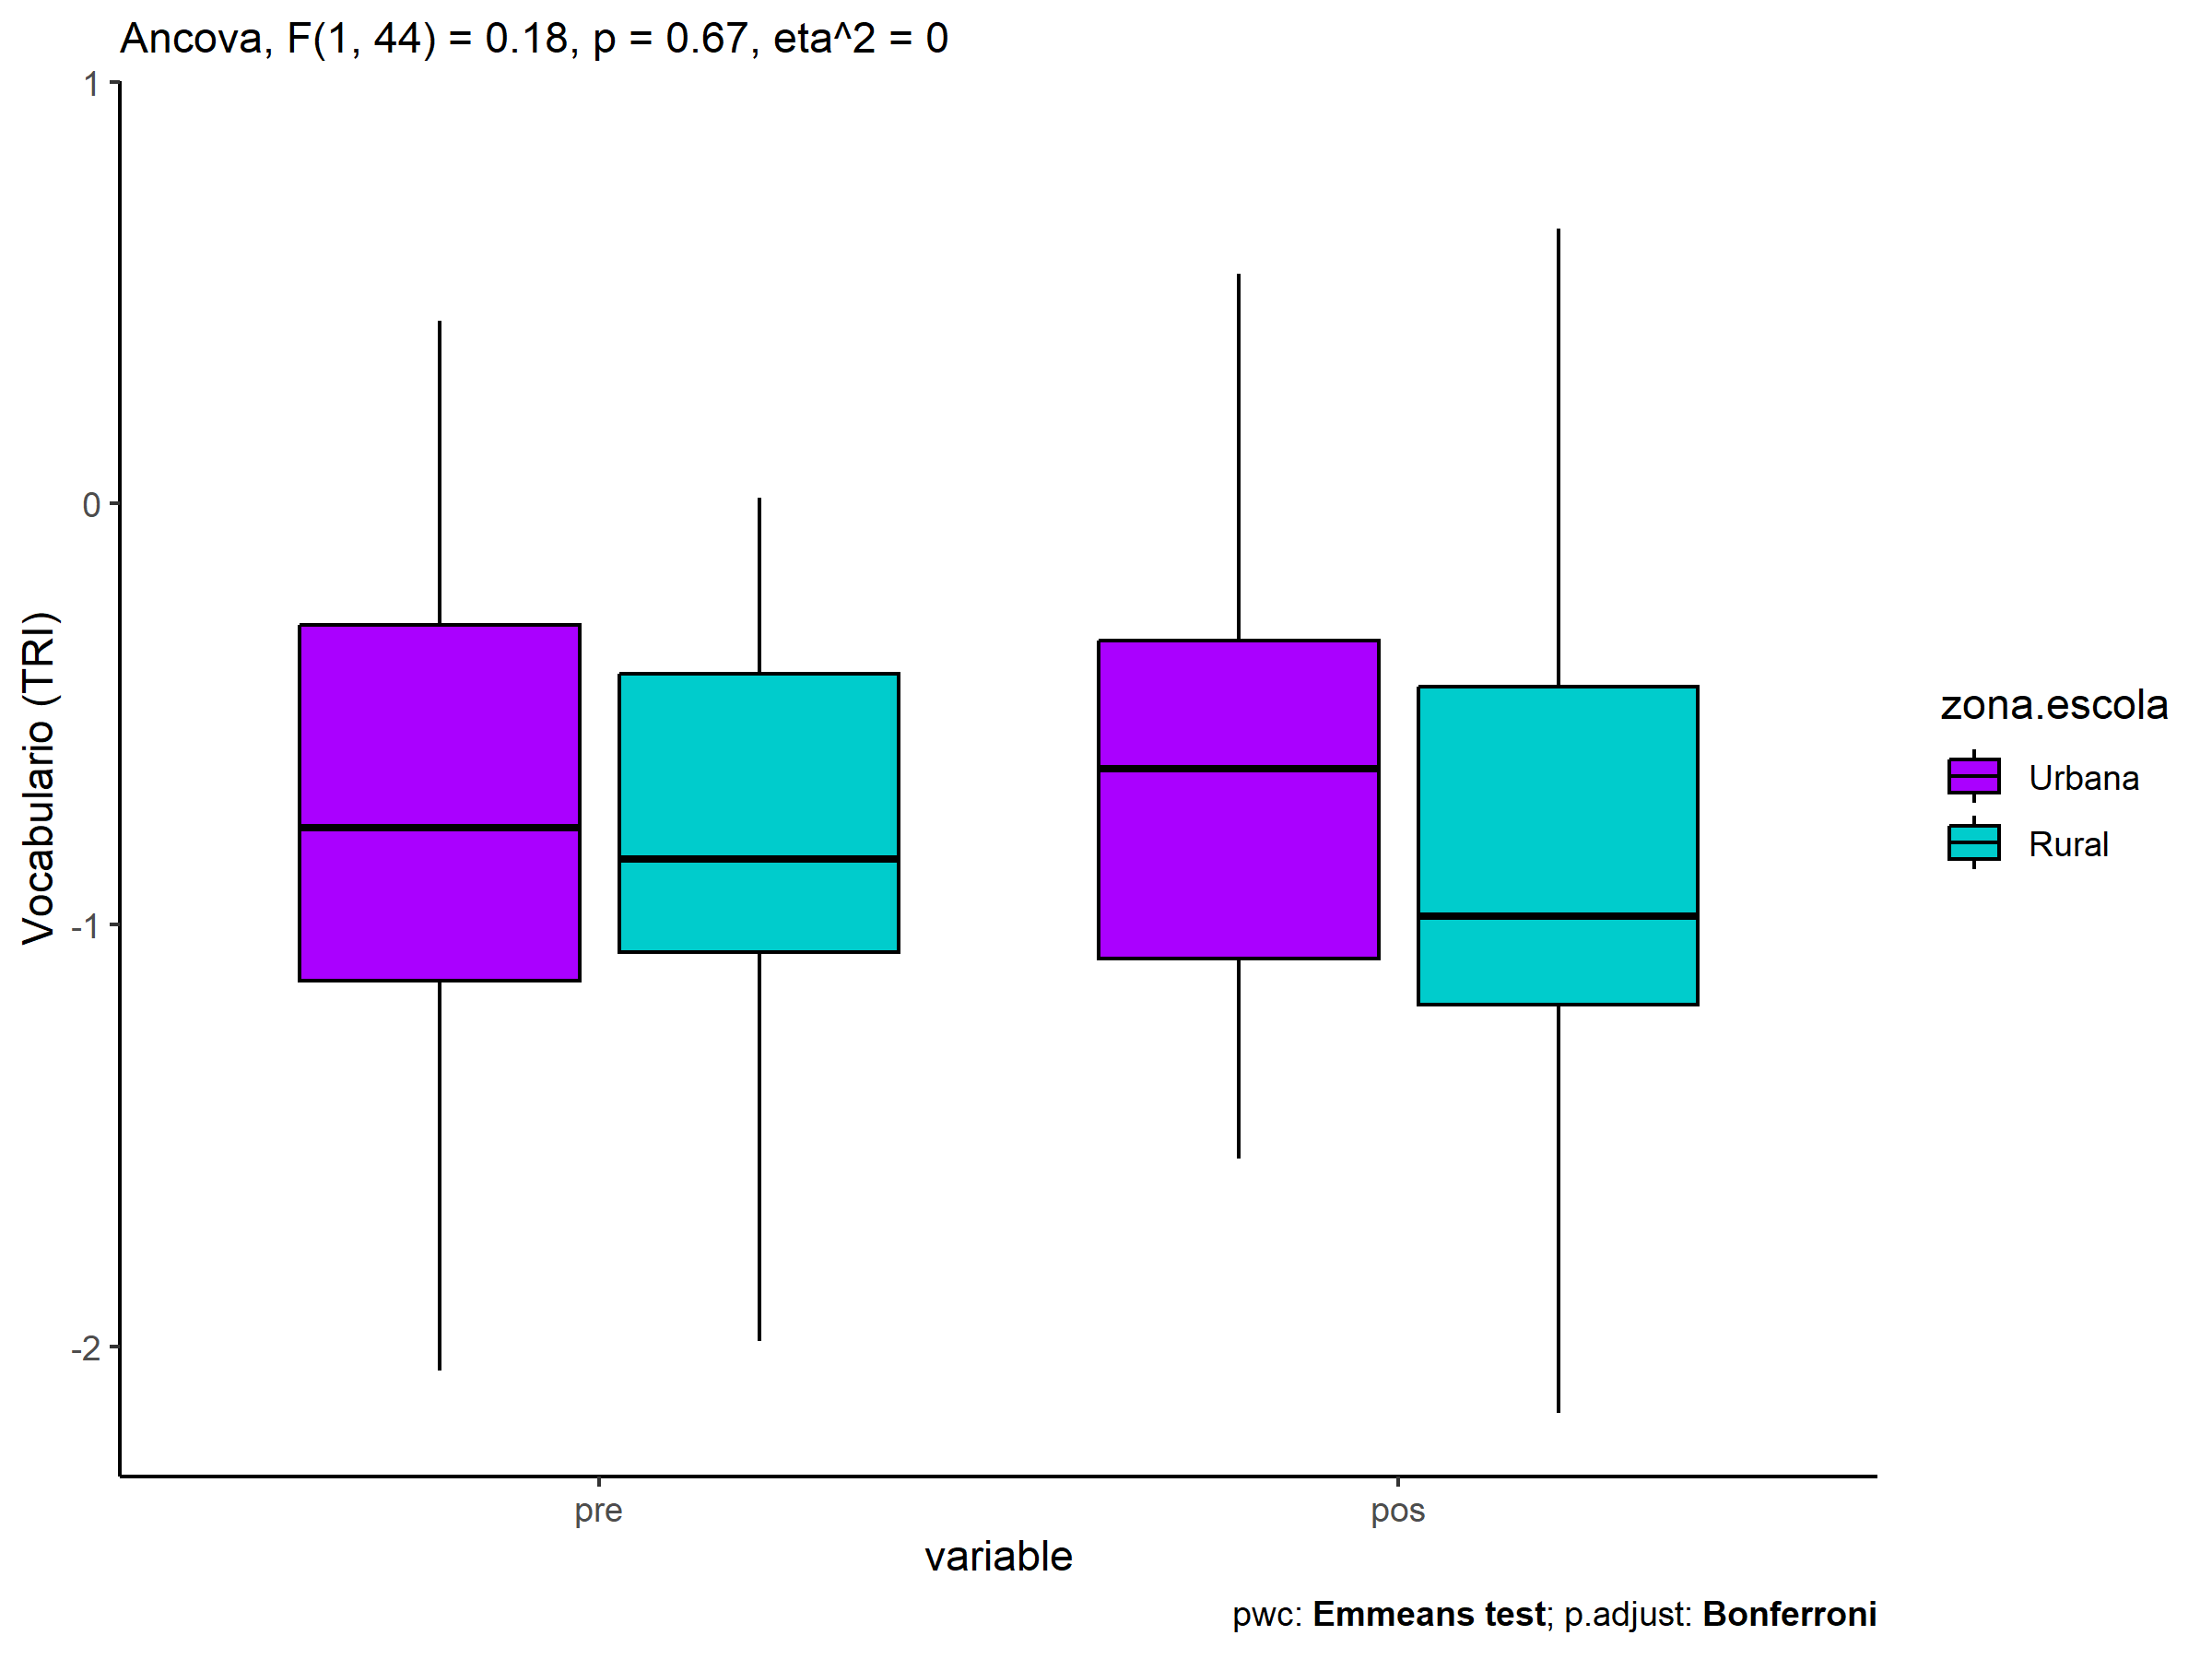 Ancova, F(1, 44) = 0.18, p = 0.67, eta^2 = 0
1
0
-1
-2
Vocabulario (TRI)
pre
pos
variable
zona.escola
Urbana
Rural
pwc: Emmeans test; p.adjust: Bonferroni